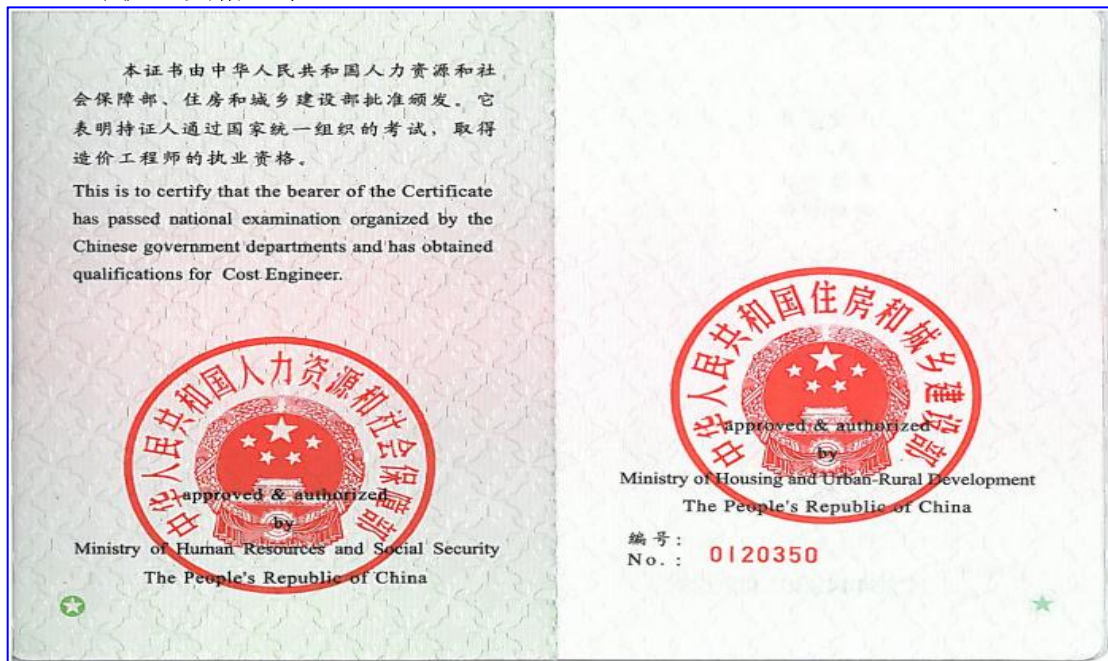 本证书由中华人民共和国人力资源和社
会保障部、住房和城乡建设部批准颁发。它
表明持证人通过国家统一组织的考试，取得
造价工程师的执业资格。
This is to certify that the bearer of the Certificate
has passed national examination organized by the
Chinese government departments and has obtained
qualifications for Cost Engineer.
中华人民共和国人力资源和社会保障部
approved & authorized
by
Ministry of Human Resources and Social Security
The People's Republic of China
中华人民共和国住房和城乡建设部
approved & authorized
by
Ministry of Housing and Urban-Rural Development
The People's Republic of China
编号：
No.： 0120350